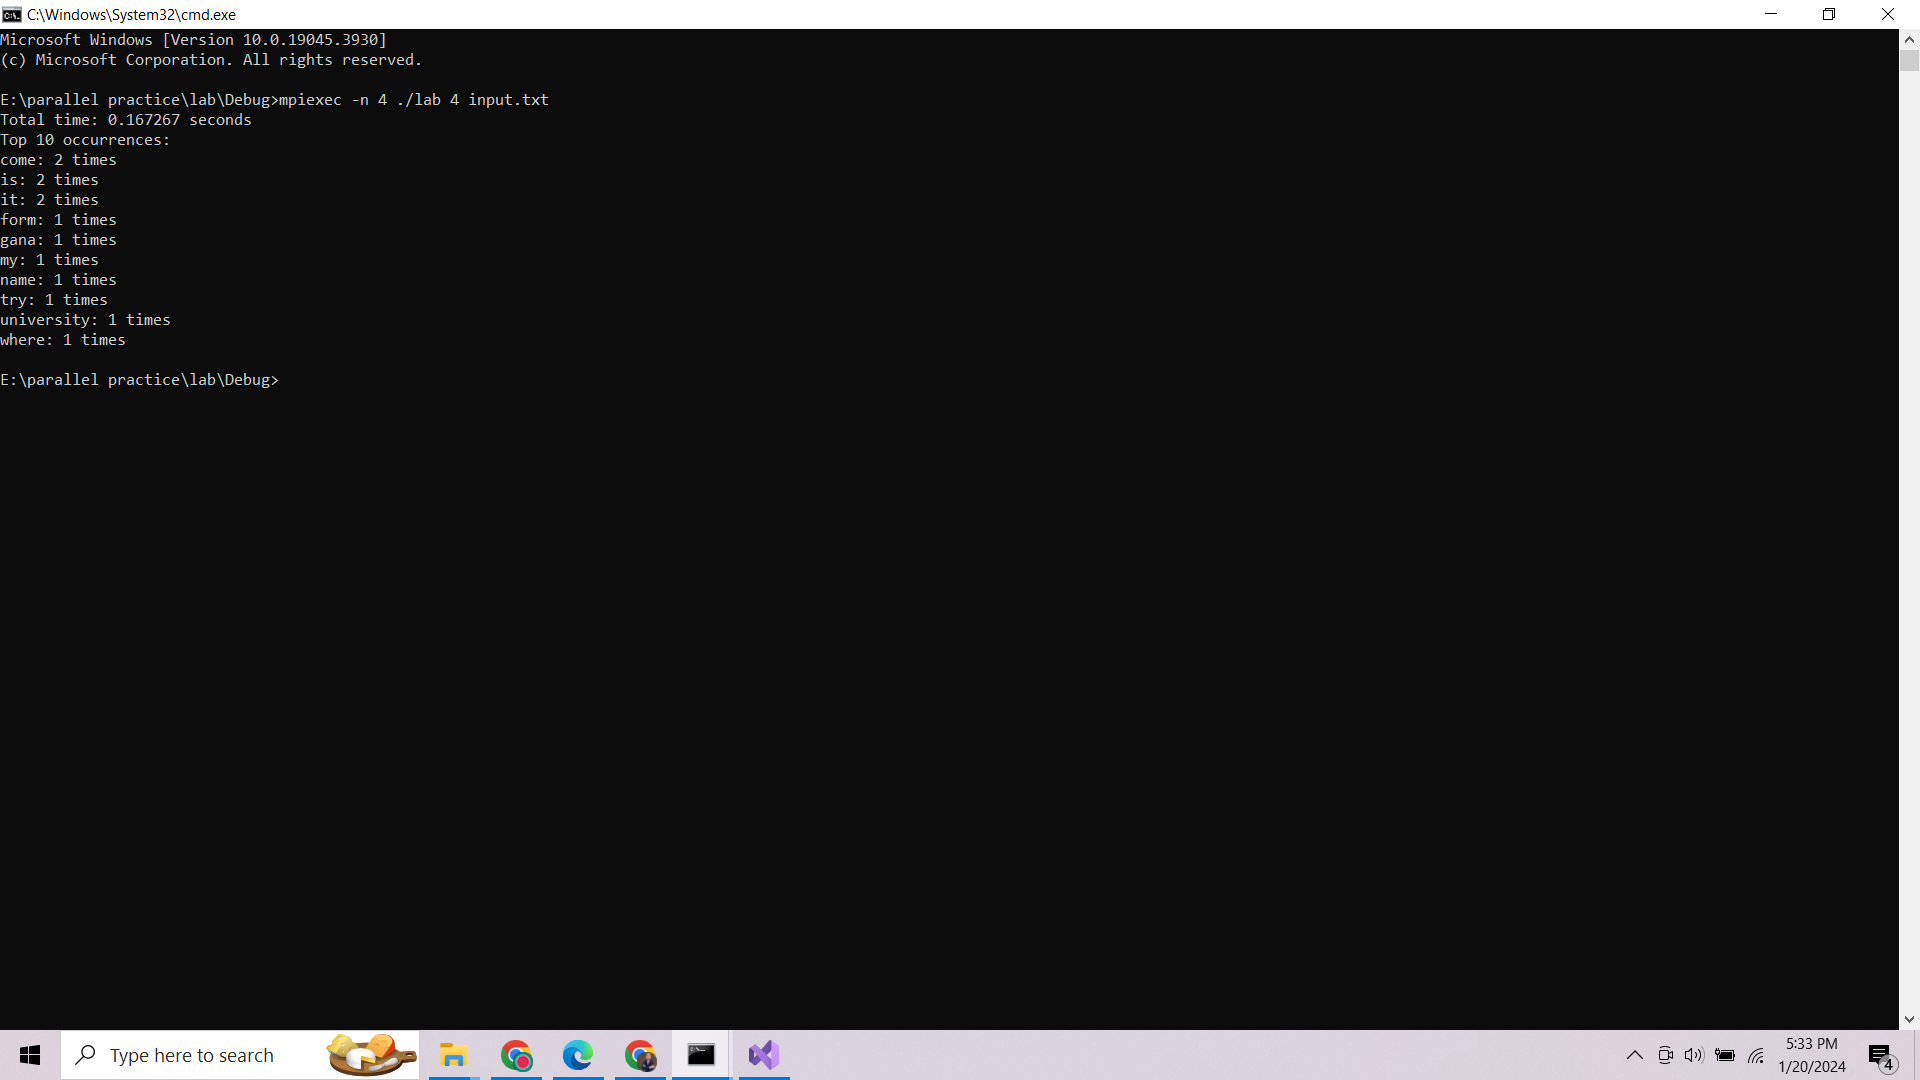 C:\Windows\System32\cmd.exe
Microsoft Windows [Version 10.0.19045.3930]
(c) Microsoft Corporation. All rights reserved.
E:\parallel practice\lab\Debug>mpiexec -n 4 ./lab 4 input.txt
Total time: 0.167267 seconds
Top 10 occurrences:
come: 2 times
is: 2 times
it: 2 times
form: 1 times
gana: 1 times
my: 1 times
name: 1 times
try: 1 times
university: 1 times
where: 1 times
E:\parallel practice\lab\Debug>
Type here to search
5:33 PM
1/20/2024
4